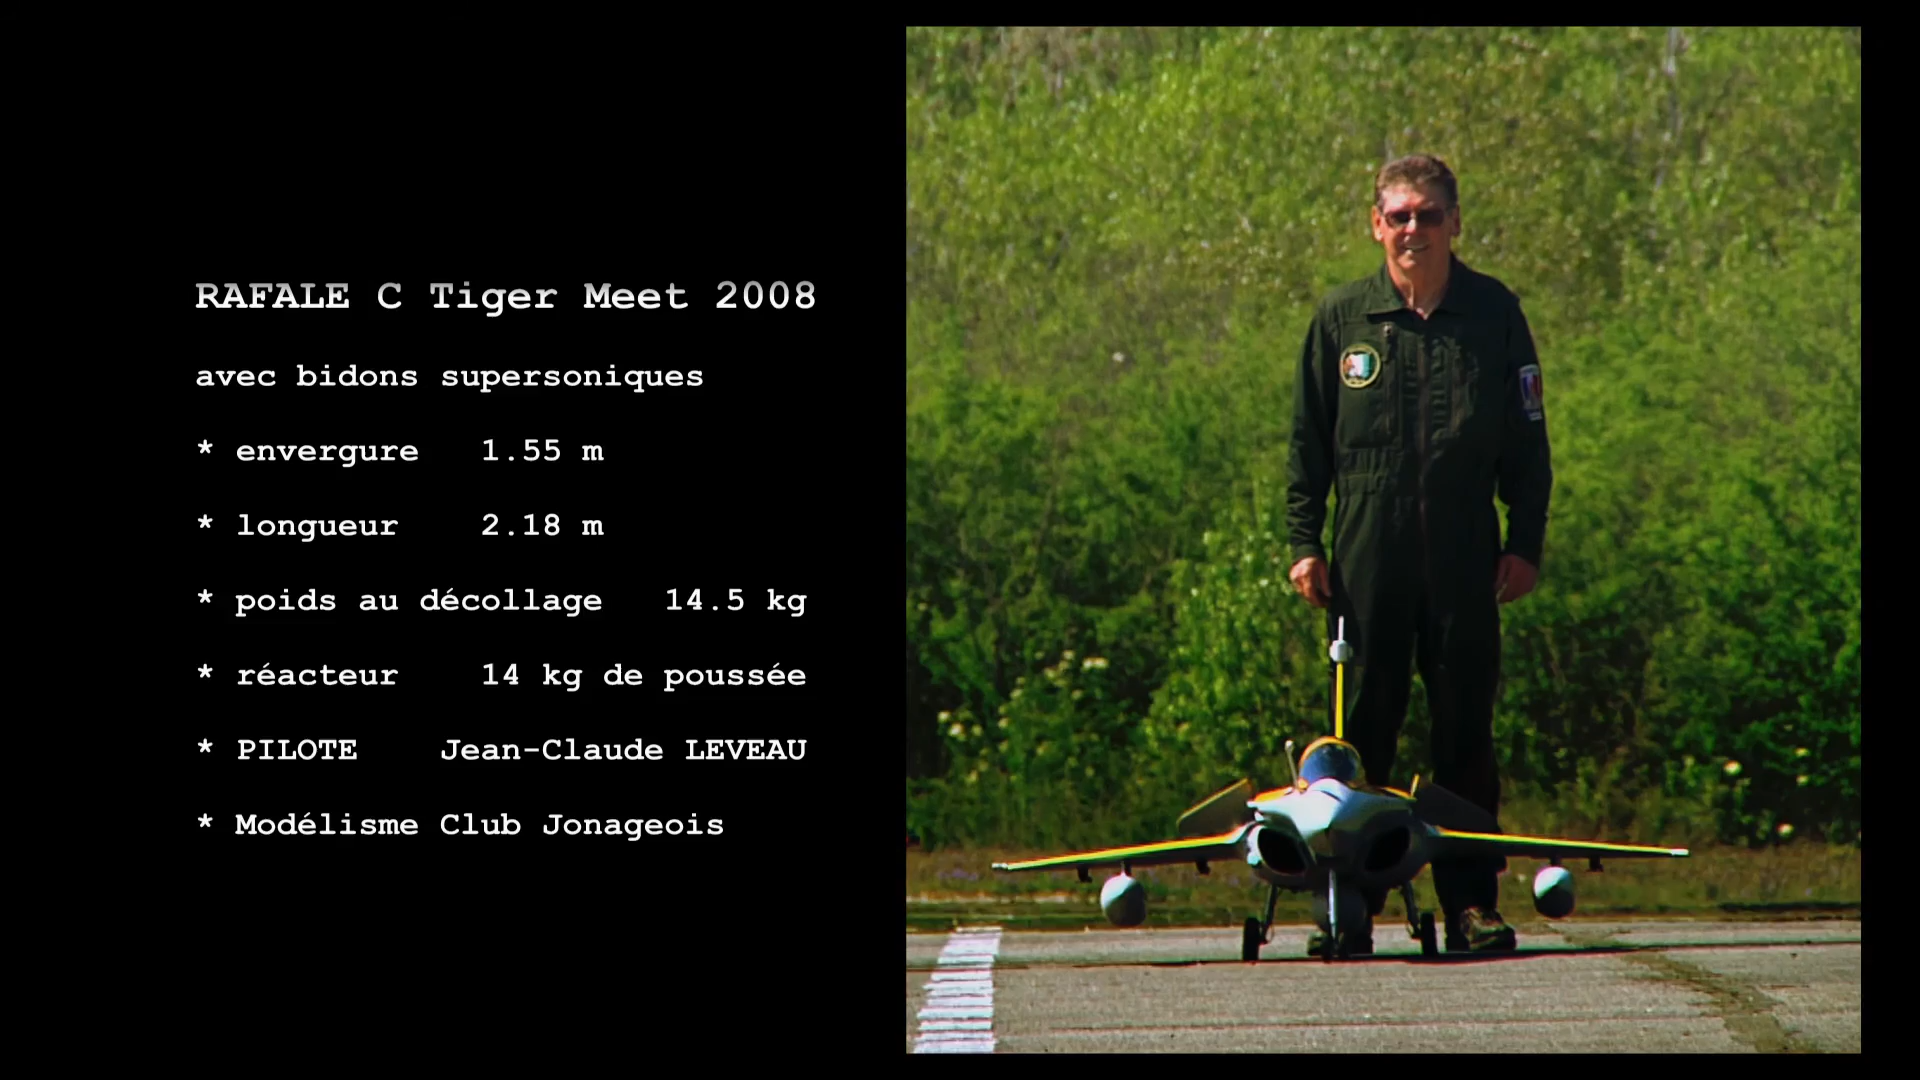 RAFALE C Tiger Meet 2008
avec bidons supersoniques
* envergure 1.55 m
* longueur 2.18 m
* poids au décollage 14.5 kg
* réacteur 14 kg de poussée
* PILOTE Jean-Claude LEVEAU
* Modélisme Club Jonageois